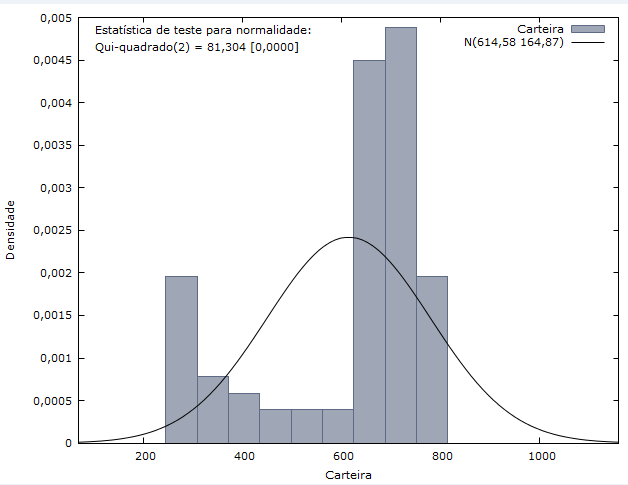 Estatística de teste para normalidade:
Qui-quadrado(2) = 81,304 [0,0000]
Carteira
N(614,58 164,87)
0,005
0,0045
0,004
0,0035
0,003
0,0025
0,002
0,0015
0,001
0,0005
0
Densidade
200
400
600
800
1000
Carteira